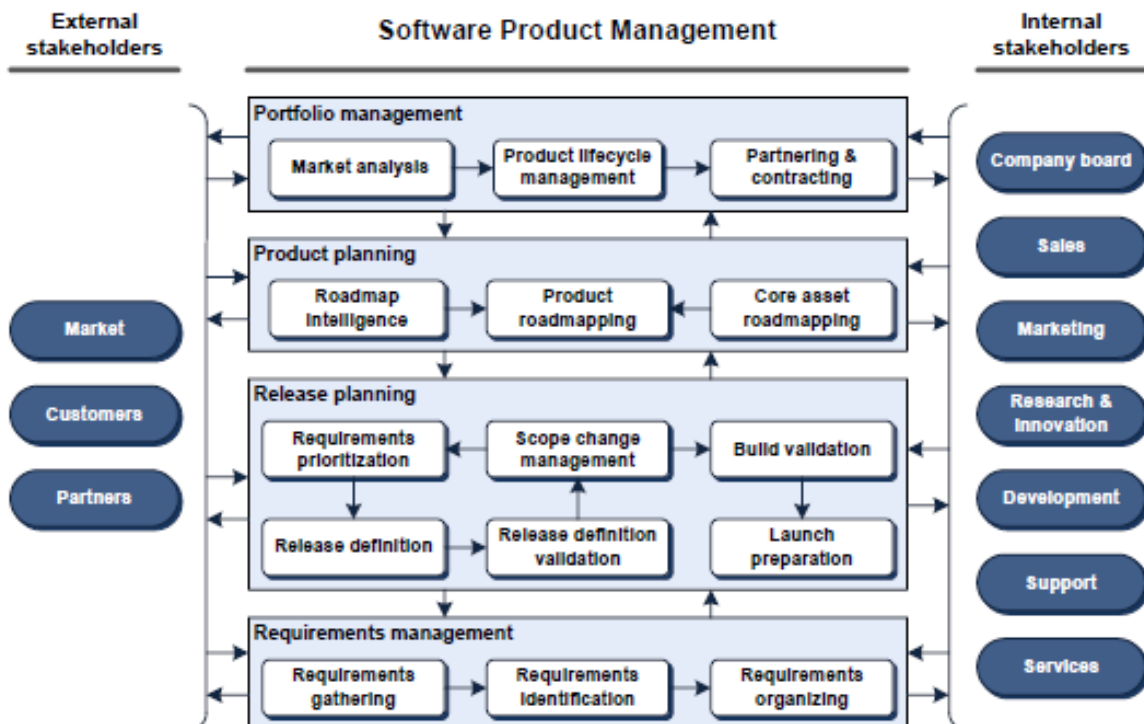 External
stakeholders
Software Product Management
Internal
stakeholders
Portfolio management
Market analysis
Product lifecycle
management
Partnering &
contracting
Product planning
Roadmap
intelligence
Product
roadmapping
Core asset
roadmapping
Release planning
Requirements
prioritization
Scope change
management
Build validation
Release definition
Release definition
validation
Launch
preparation
Requirements management
Requirements
gathering
Requirements
identification
Requirements
organizing
Market
Customers
Partners
Company board
Sales
Marketing
Research &
Innovation
Development
Support
Services